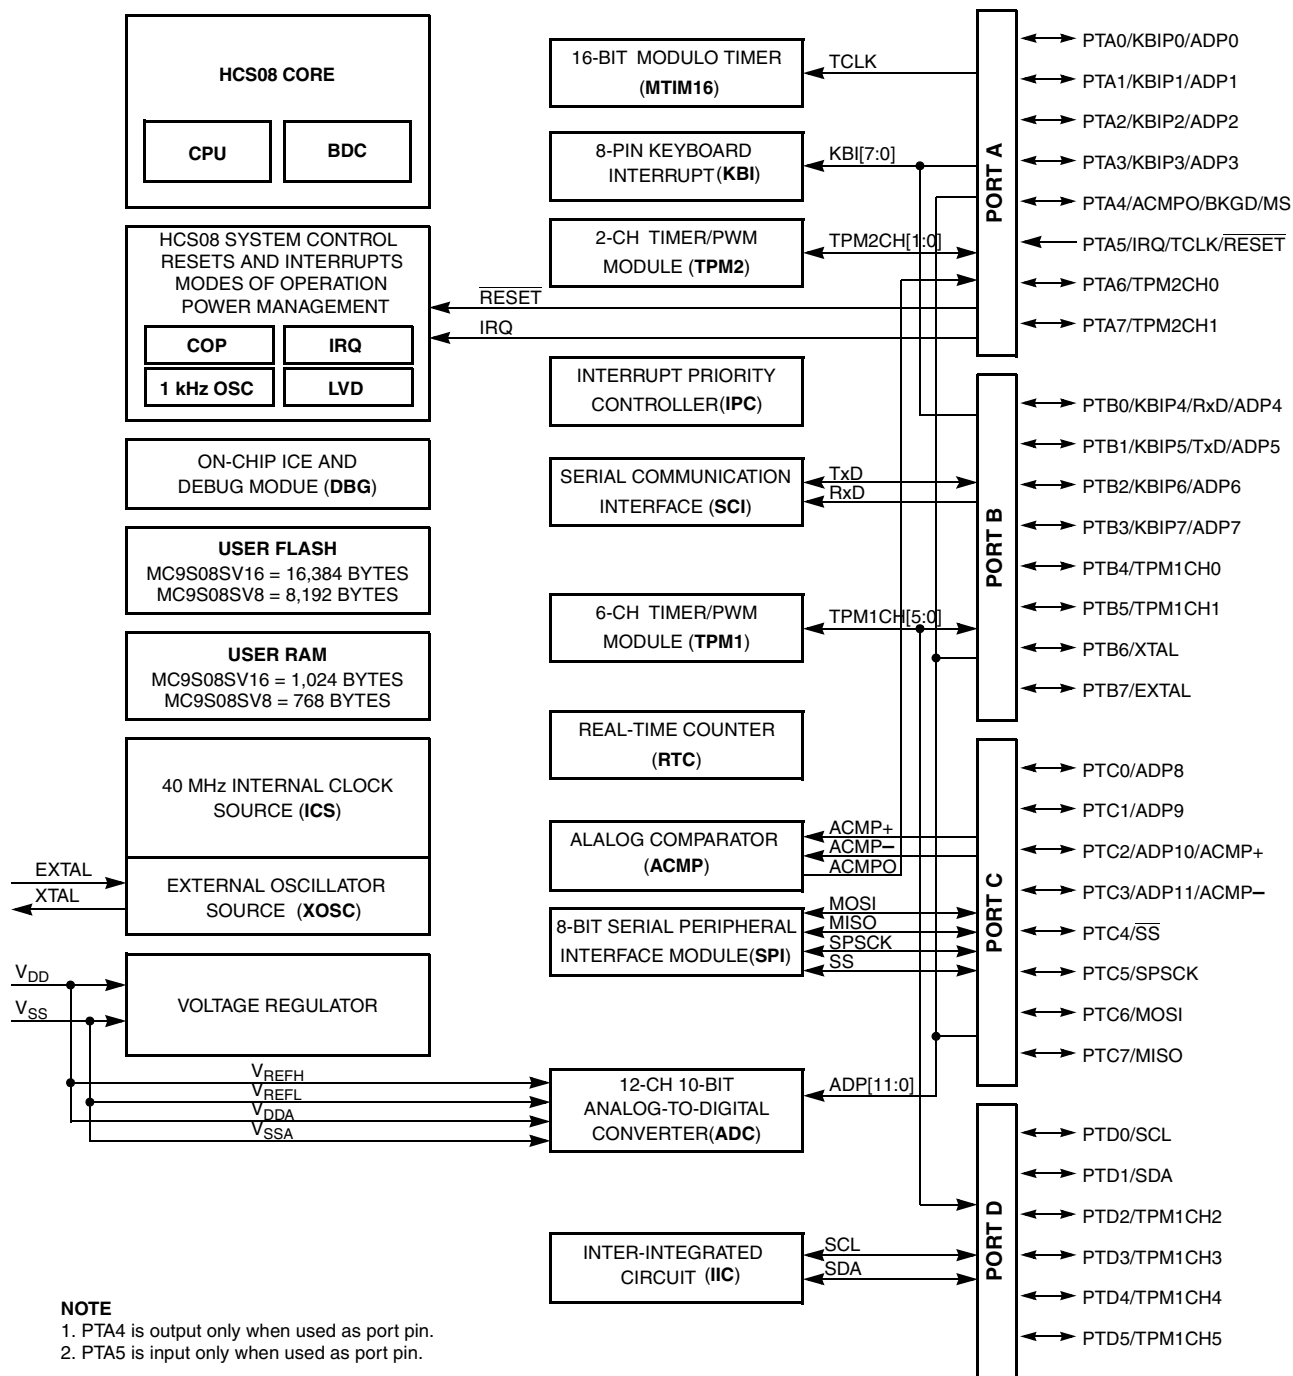 HCS08 CORE
CPU
BDC
HCS08 SYSTEM CONTROL
RESETS AND INTERRUPTS
MODES OF OPERATION
POWER MANAGEMENT
COP
IRQ
1 kHz OSC
LVD
ON-CHIP ICE AND
DEBUG MODUE (DBG)
USER FLASH
MC9S08SV16 = 16,384 BYTES
MC9S08SV8 = 8,192 BYTES
USER RAM
MC9S08SV16 = 1,024 BYTES
MC9S08SV8 = 768 BYTES
40 MHz INTERNAL CLOCK
SOURCE (ICS)
EXTAL
XTAL
EXTERNAL OSCILLATOR
SOURCE (XOSC)
VDD
VSS
VOLTAGE REGULATOR
VREFH
VREFL
VDDA
VSSA
16-BIT MODULO TIMER
(MTIM16)
TCLK
8-PIN KEYBOARD
INTERRUPT(KBI)
KBI[7:0]
2-CH TIMER/PWM
MODULE (TPM2)
TPM2CH[1:0]
RESET
IRQ
INTERRUPT PRIORITY
CONTROLLER(IPC)
SERIAL COMMUNICATION
INTERFACE (SCI)
TxD
RxD
6-CH TIMER/PWM
MODULE (TPM1)
TPM1CH[5:0]
REAL-TIME COUNTER
(RTC)
ALALOG COMPARATOR
(ACMP)
ACMP+
ACMP–
ACMPO
8-BIT SERIAL PERIPHERAL
INTERFACE MODULE(SPI)
MOSI
MISO
SPSCK
SS
12-CH 10-BIT
ANALOG-TO-DIGITAL
CONVERTER(ADC)
ADP[11:0]
INTER-INTEGRATED
CIRCUIT (IIC)
SCL
SDA
PORT A
PTA0/KBIP0/ADP0
PTA1/KBIP1/ADP1
PTA2/KBIP2/ADP2
PTA3/KBIP3/ADP3
PTA4/ACMPO/BKGD/MS
PTA5/IRQ/TCLK/RESET
PTA6/TPM2CH0
PTA7/TPM2CH1
PORT B
PTB0/KBIP4/RxD/ADP4
PTB1/KBIP5/TxD/ADP5
PTB2/KBIP6/ADP6
PTB3/KBIP7/ADP7
PTB4/TPM1CH0
PTB5/TPM1CH1
PTB6/XTAL
PTB7/EXTAL
PORT C
PTC0/ADP8
PTC1/ADP9
PTC2/ADP10/ACMP+
PTC3/ADP11/ACMP–
PTC4/SS
PTC5/SPSCK
PTC6/MOSI
PTC7/MISO
PORT D
PTD0/SCL
PTD1/SDA
PTD2/TPM1CH2
PTD3/TPM1CH3
PTD4/TPM1CH4
PTD5/TPM1CH5
NOTE
1. PTA4 is output only when used as port pin.
2. PTA5 is input only when used as port pin.